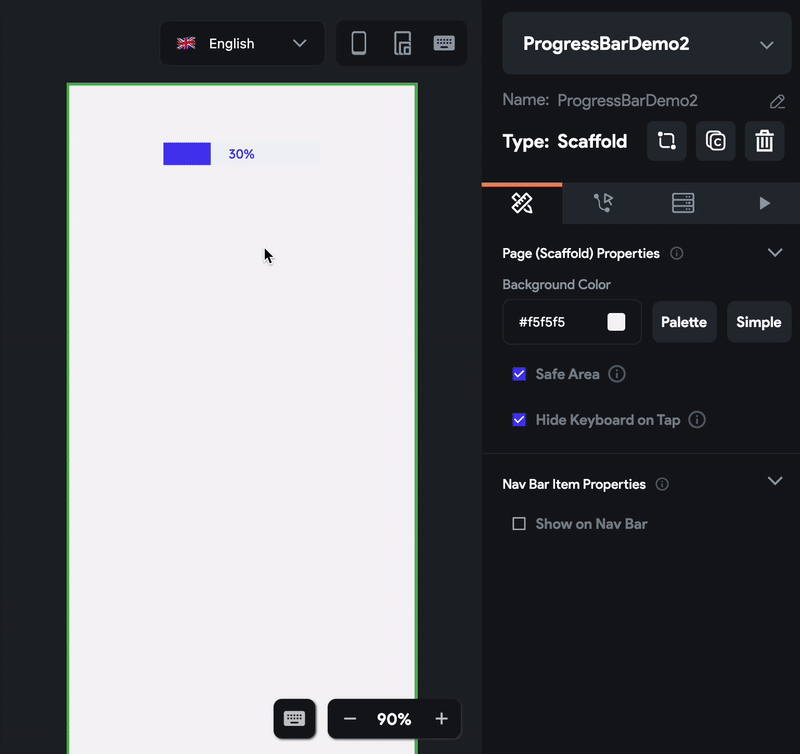 English
30%
90%
ProgressBarDemo2
Name: ProgressBarDemo2
Type: Scaffold
Page (Scaffold) Properties
Background Color
#f5f5f5
Palette
Simple
Safe Area
Hide Keyboard on Tap
Nav Bar Item Properties
Show on Nav Bar